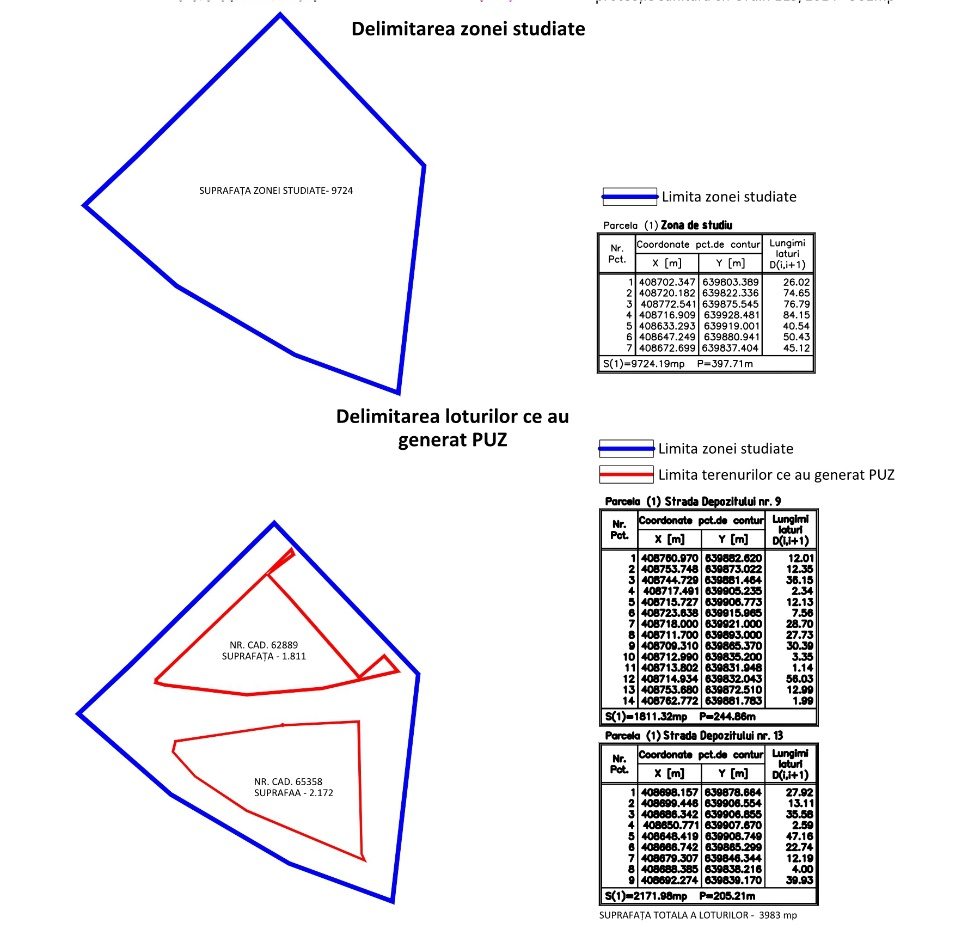 Delimitarea zonei studiate
SUPRAFAȚA ZONEI STUDIATE- 9724
Limita zonei studiate
Parcela (1) Zona de studiu
Nr. Pct. Coordonate pct.de contur Lungimi laturi D(i,i+1)
X [m] Y [m]
1 408702.347 639803.389 26.02
2 408720.182 639822.336 74.65
3 408772.541 639875.545 76.79
4 408716.909 639928.481 84.15
5 408633.293 639919.001 40.54
6 408647.249 639880.941 50.43
7 408672.699 639837.404 45.12
S(1)=9724.19mp P=397.71m
Delimitarea loturilor ce au
generat PUZ
Limita zonei studiate
Limita terenurilor ce au generat PUZ
NR. CAD. 62889
SUPRAFAȚA - 1.811
NR. CAD. 65358
SUPRAFAA - 2.172
Parcela (1) Strada Depozitului nr. 9
Nr. Pct. Coordonate pct.de contur Lungimi laturi D(i,i+1)
X [m] Y [m]
1 408760.970 639882.620 12.01
2 408753.748 639873.022 12.35
3 408744.729 639881.464 36.15
4 408717.491 639905.235 2.34
5 408715.727 639906.773 12.13
6 408723.638 639915.965 7.56
7 408718.000 639921.000 28.70
8 408711.700 639893.000 27.73
9 408709.310 639865.370 30.39
10 408712.990 639835.200 3.35
11 408713.802 639831.948 1.14
12 408714.934 639832.043 56.03
13 408753.680 639872.510 12.99
14 408762.772 639881.783 1.99
S(1)=1811.32mp P=244.86m
Parcela (1) Strada Depozitului nr. 13
Nr. Pct. Coordonate pct.de contur Lungimi laturi D(i,i+1)
X [m] Y [m]
1 408698.157 639878.664 27.92
2 408699.446 639906.554 13.11
3 408686.342 639906.855 35.58
4 408650.771 639907.670 2.59
5 408648.419 639908.749 47.16
6 408668.742 639865.299 22.74
7 408679.307 639846.344 12.19
8 408688.385 639838.216 4.00
9 408692.274 639839.170 39.93
S(1)=2171.98mp P=205.21m
SUPRAFAȚA TOTALA A LOTURILOR - 3983 mp